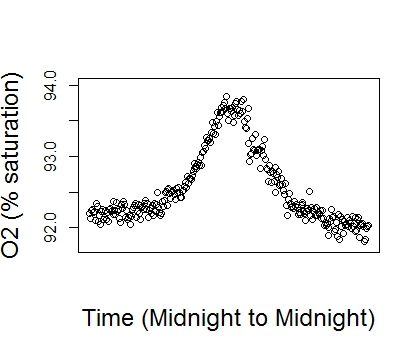 O2 (% saturation)
94.0
93.0
92.0
Time (Midnight to Midnight)